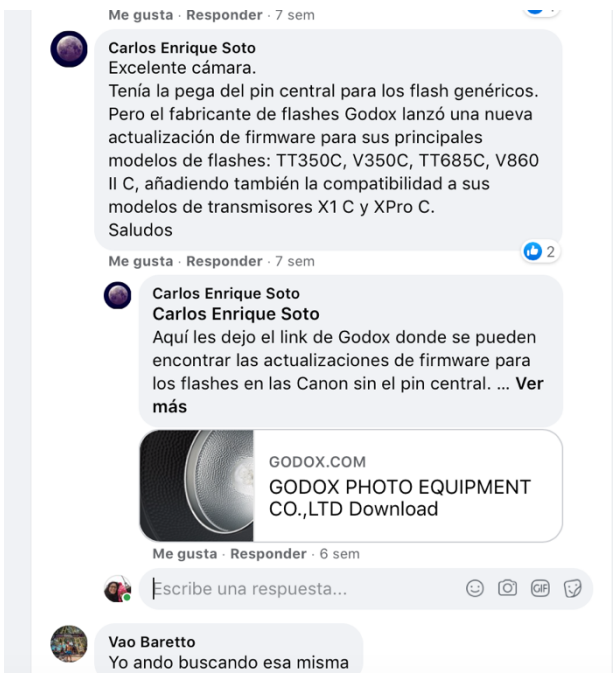 Me gusta · Responder · 7 sem
Carlos Enrique Soto
Excelente cámara.
Tenía la pega del pin central para los flash genéricos.
Pero el fabricante de flashes Godox lanzó una nueva
actualización de firmware para sus principales
modelos de flashes: TT350C, V350C, TT685C, V860
II C, añadiendo también la compatibilidad a sus
modelos de transmisores X1 C y XPro C.
Saludos
2
Me gusta · Responder · 7 sem
Carlos Enrique Soto
Carlos Enrique Soto
Aquí les dejo el link de Godox donde se pueden
encontrar las actualizaciones de firmware para
los flashes en las Canon sin el pin central. ... Ver
más
GODOX.COM
GODOX PHOTO EQUIPMENT
CO.,LTD Download
Me gusta · Responder · 6 sem
Escribe una respuesta...
GIF
Vao Baretto
Yo ando buscando esa misma